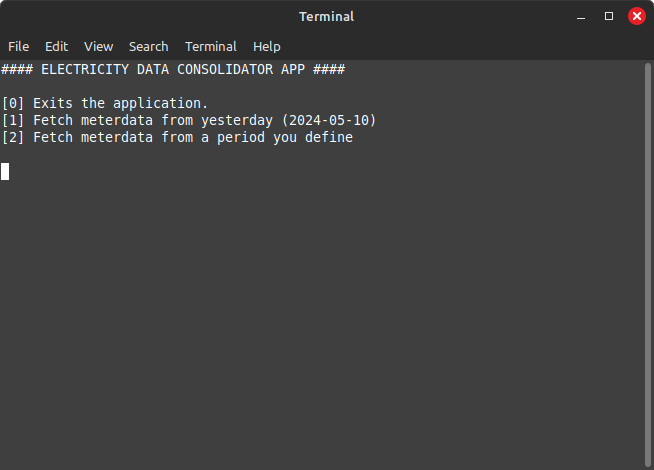 Terminal
File Edit View Search Terminal Help
#### ELECTRICITY DATA CONSOLIDATOR APP ####
[0] Exits the application.
[1] Fetch meterdata from yesterday (2024-05-10)
[2] Fetch meterdata from a period you define